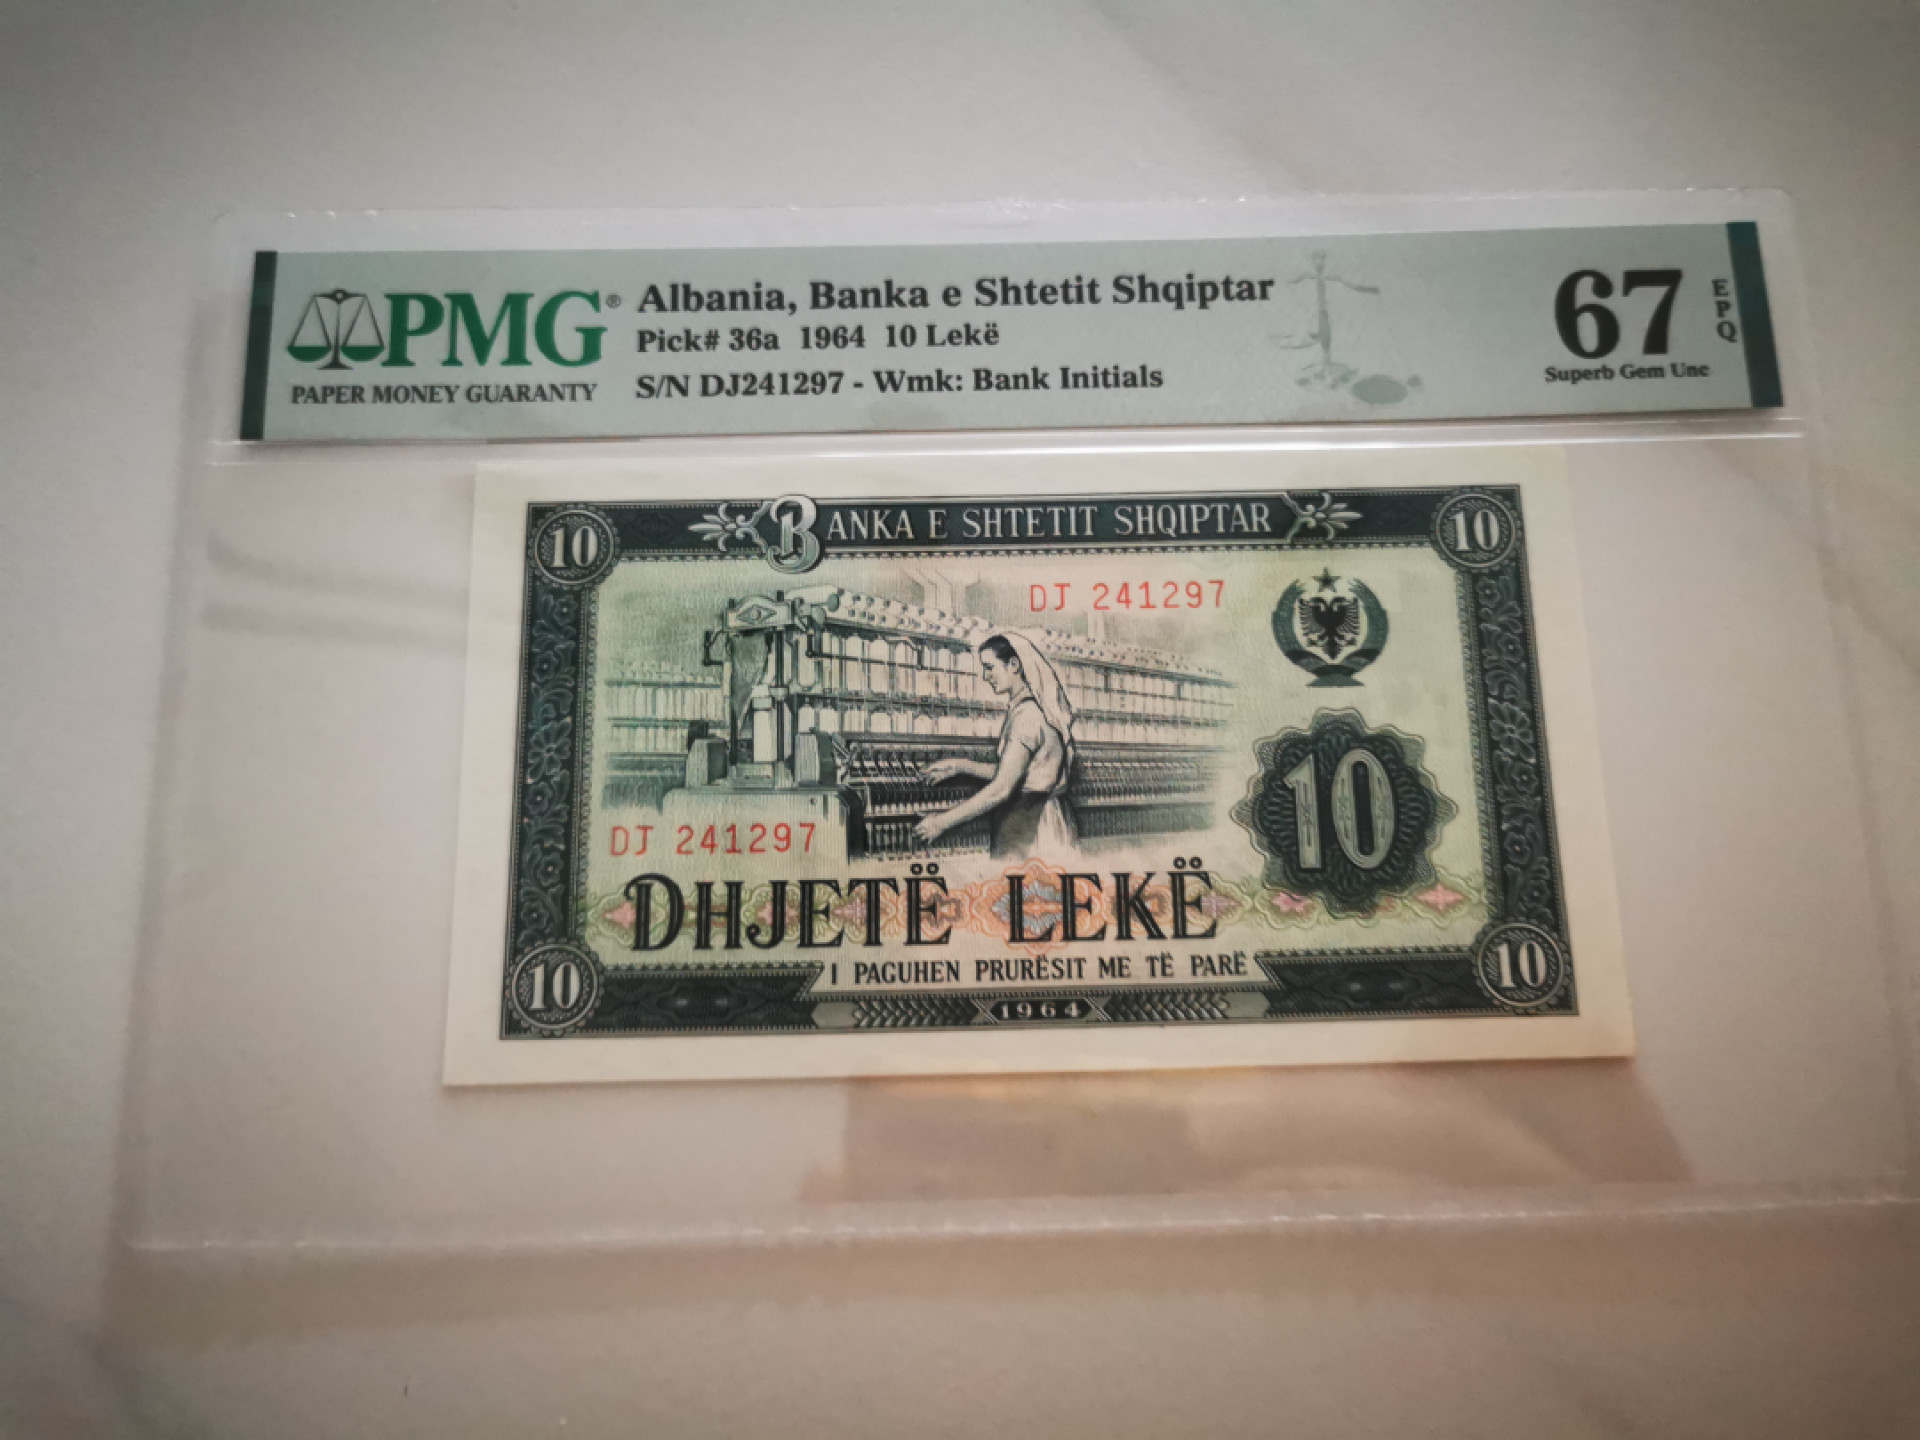 PMG®
PAPER MONEY GUARANTY
Albania, Banka e Shtetit Shqiptar
Pick# 36a 1964 10 Lekë
S/N DJ241297 - Wmk: Bank Initials
67
EPQ
Superb Gem Unc
10
BANKA E SHTETIT SHQIPTAR
10
DJ 241297
10
DJ 241297
DHJETË LEKË
I PAGUHEN PRURËSIT ME TË PARË
10
1964
10